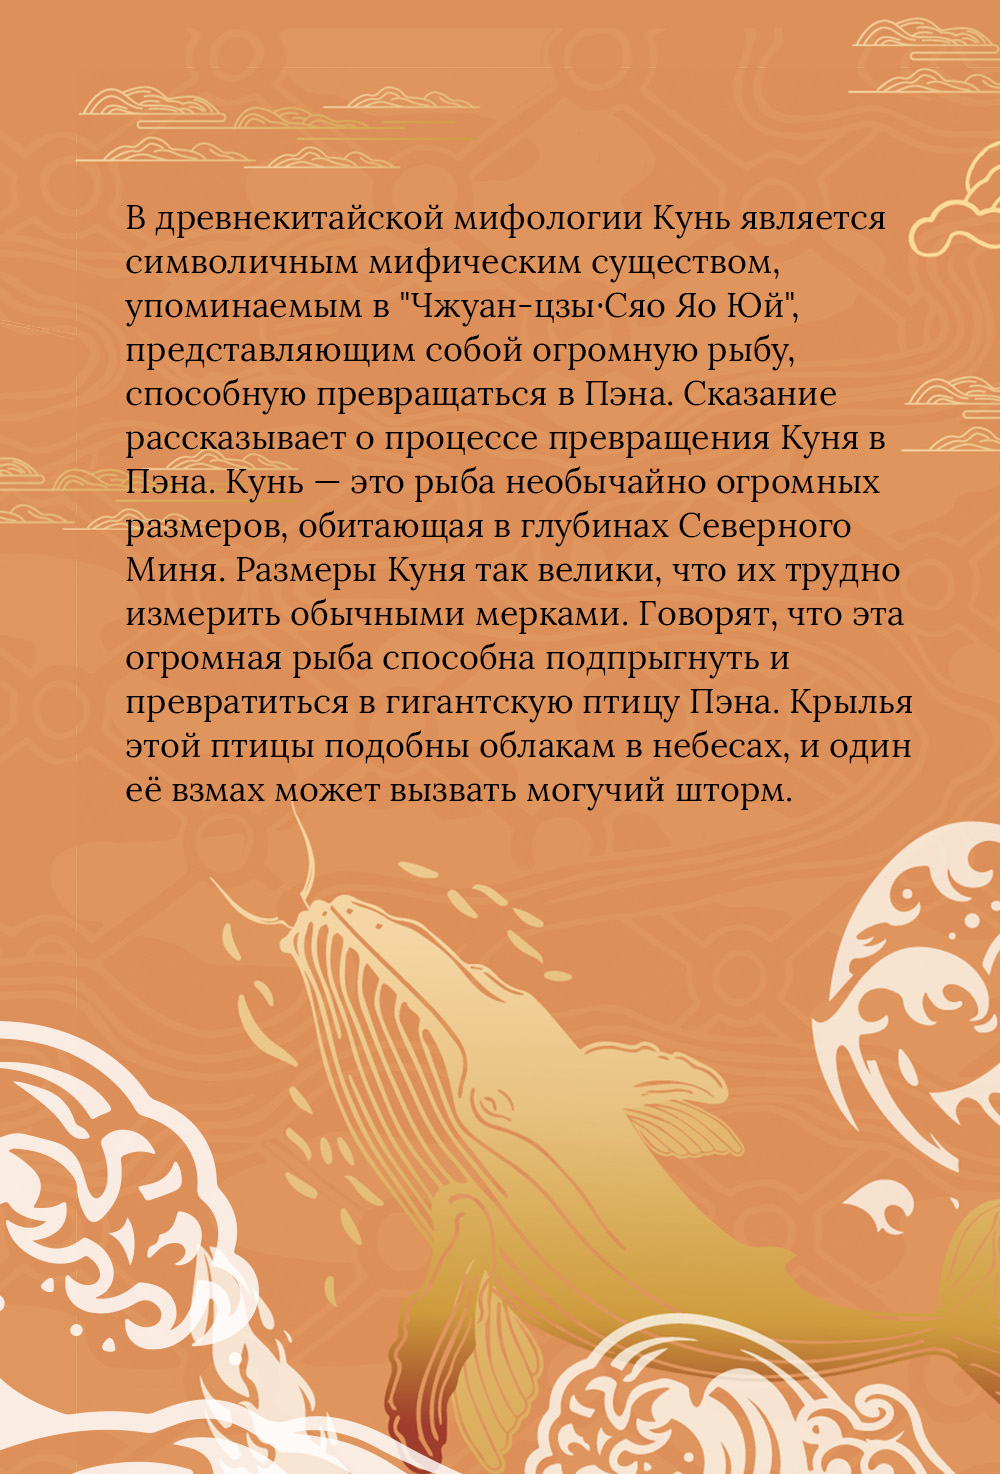 В древнекитайской мифологии Кунь является
символичным мифическим существом,
упоминаемым в "Чжуан-цзы·Сяо Яо Юй",
представляющим собой огромную рыбу,
способную превращаться в Пэна. Сказание
рассказывает о процессе превращения Куня в
Пэна. Кунь — это рыба необычайно огромных
размеров, обитающая в глубинах Северного
Миня. Размеры Куня так велики, что их трудно
измерить обычными мерками. Говорят, что эта
огромная рыба способна подпрыгнуть и
превратиться в гигантскую птицу Пэна. Крылья
этой птицы подобны облакам в небесах, и один
её взмах может вызвать могучий шторм.